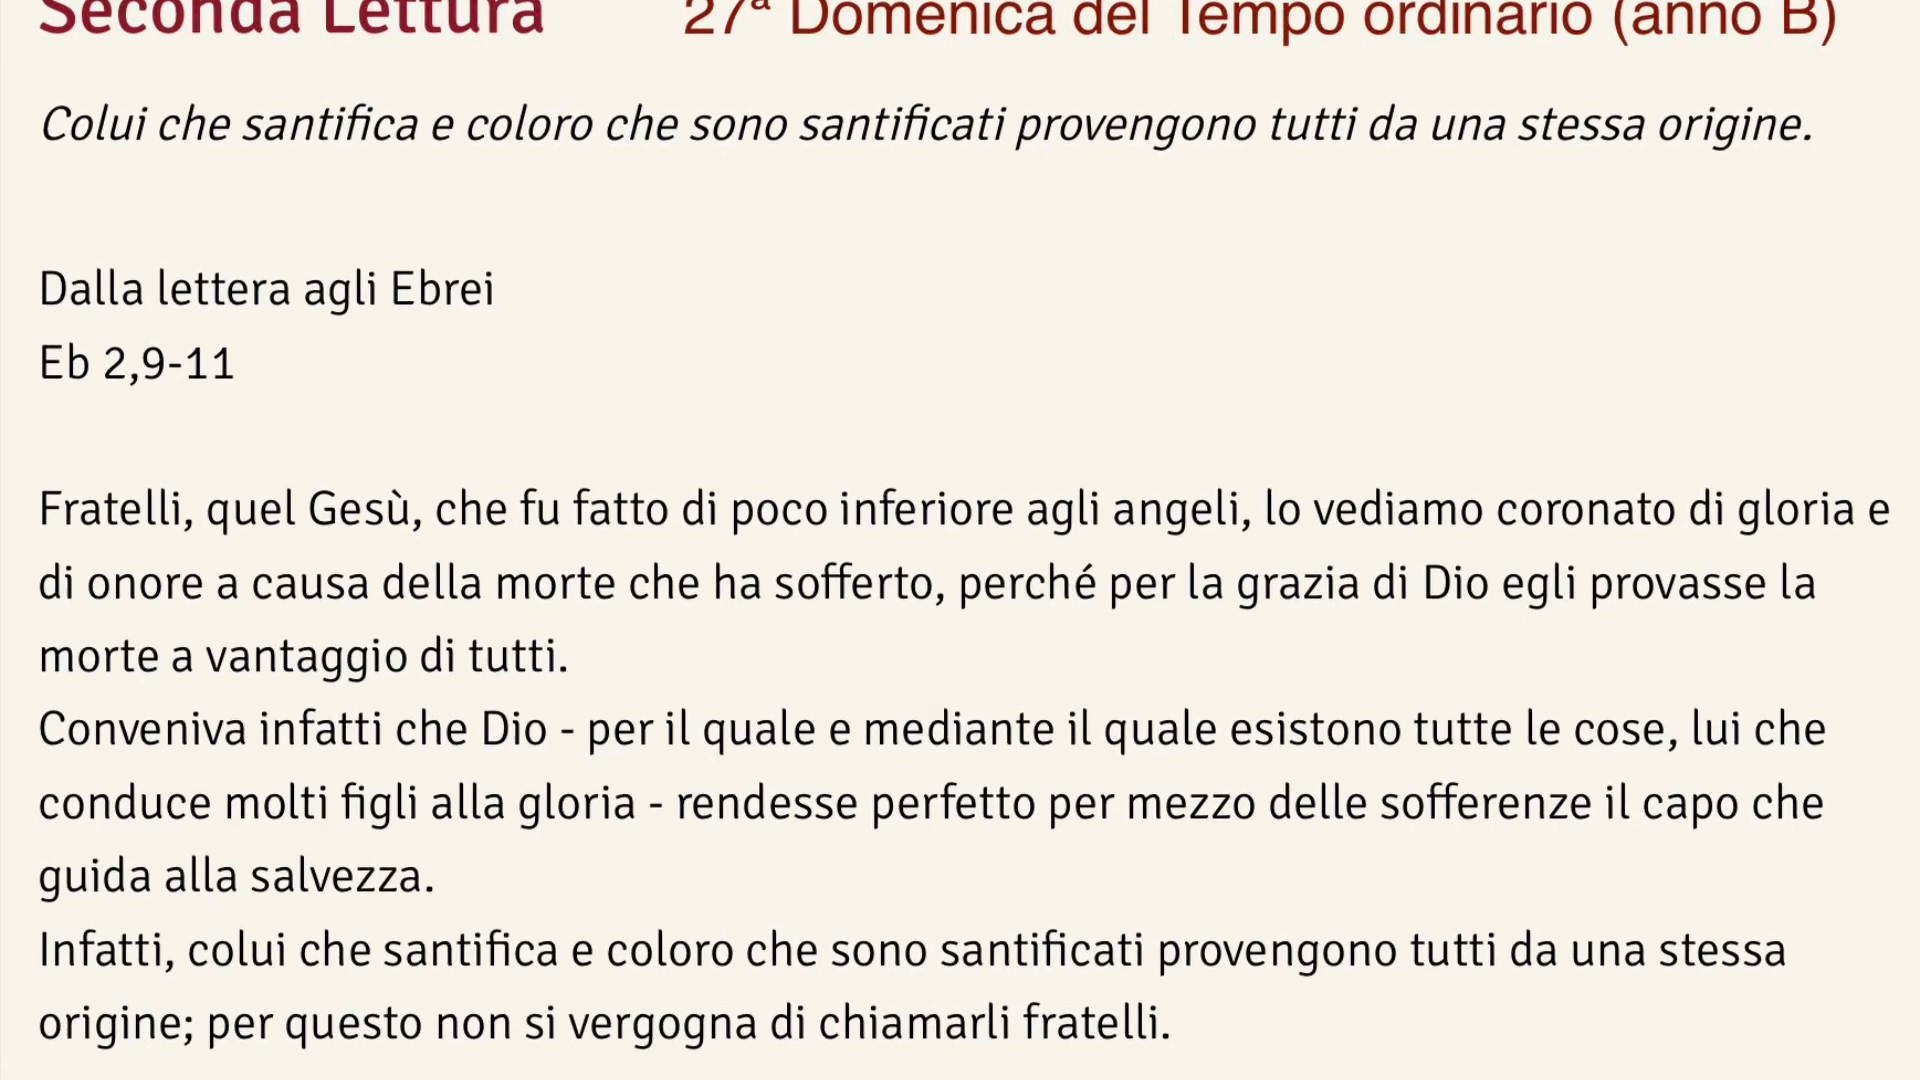 Seconda Lettura 27ª Domenica del Tempo ordinario (anno B)
Colui che santifica e coloro che sono santificati provengono tutti da una stessa origine.
Dalla lettera agli Ebrei
Eb 2,9-11
Fratelli, quel Gesù, che fu fatto di poco inferiore agli angeli, lo vediamo coronato di gloria e
di onore a causa della morte che ha sofferto, perché per la grazia di Dio egli provasse la
morte a vantaggio di tutti.
Conveniva infatti che Dio - per il quale e mediante il quale esistono tutte le cose, lui che
conduce molti figli alla gloria - rendesse perfetto per mezzo delle sofferenze il capo che
guida alla salvezza.
Infatti, colui che santifica e coloro che sono santificati provengono tutti da una stessa
origine; per questo non si vergogna di chiamarli fratelli.